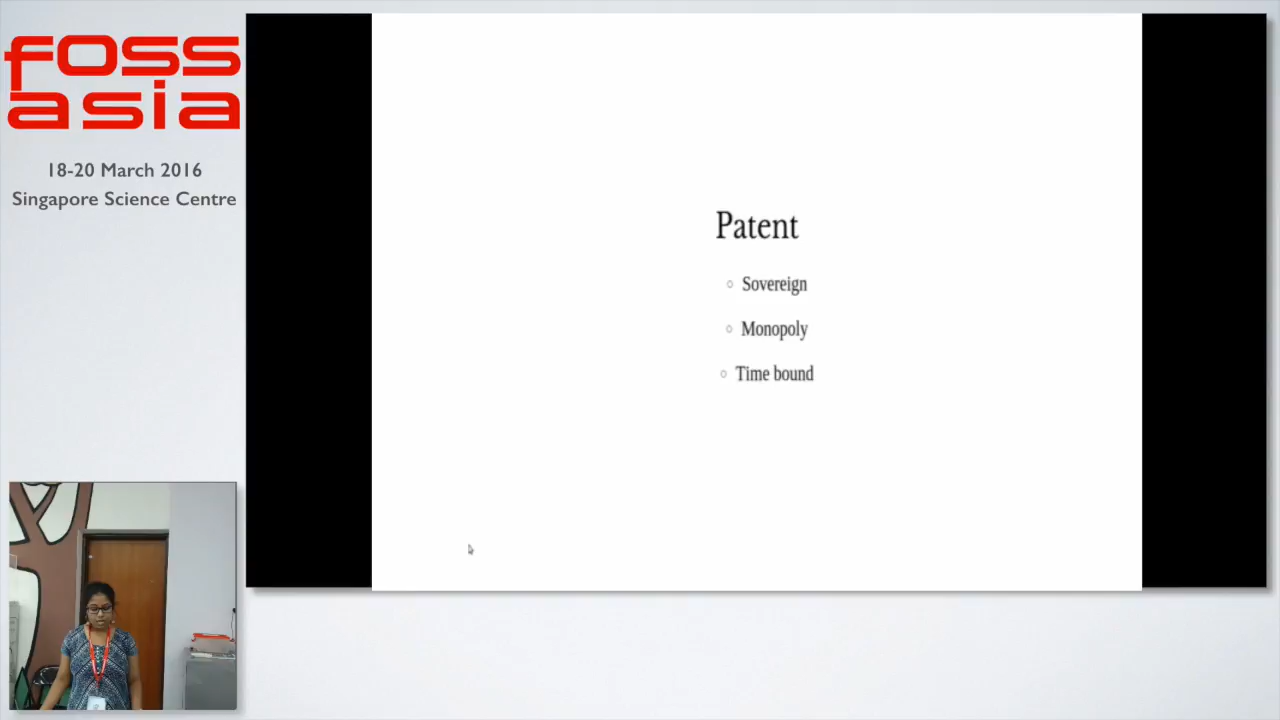 foss
asia
18-20 March 2016
Singapore Science Centre
Patent
Sovereign
Monopoly
Time bound